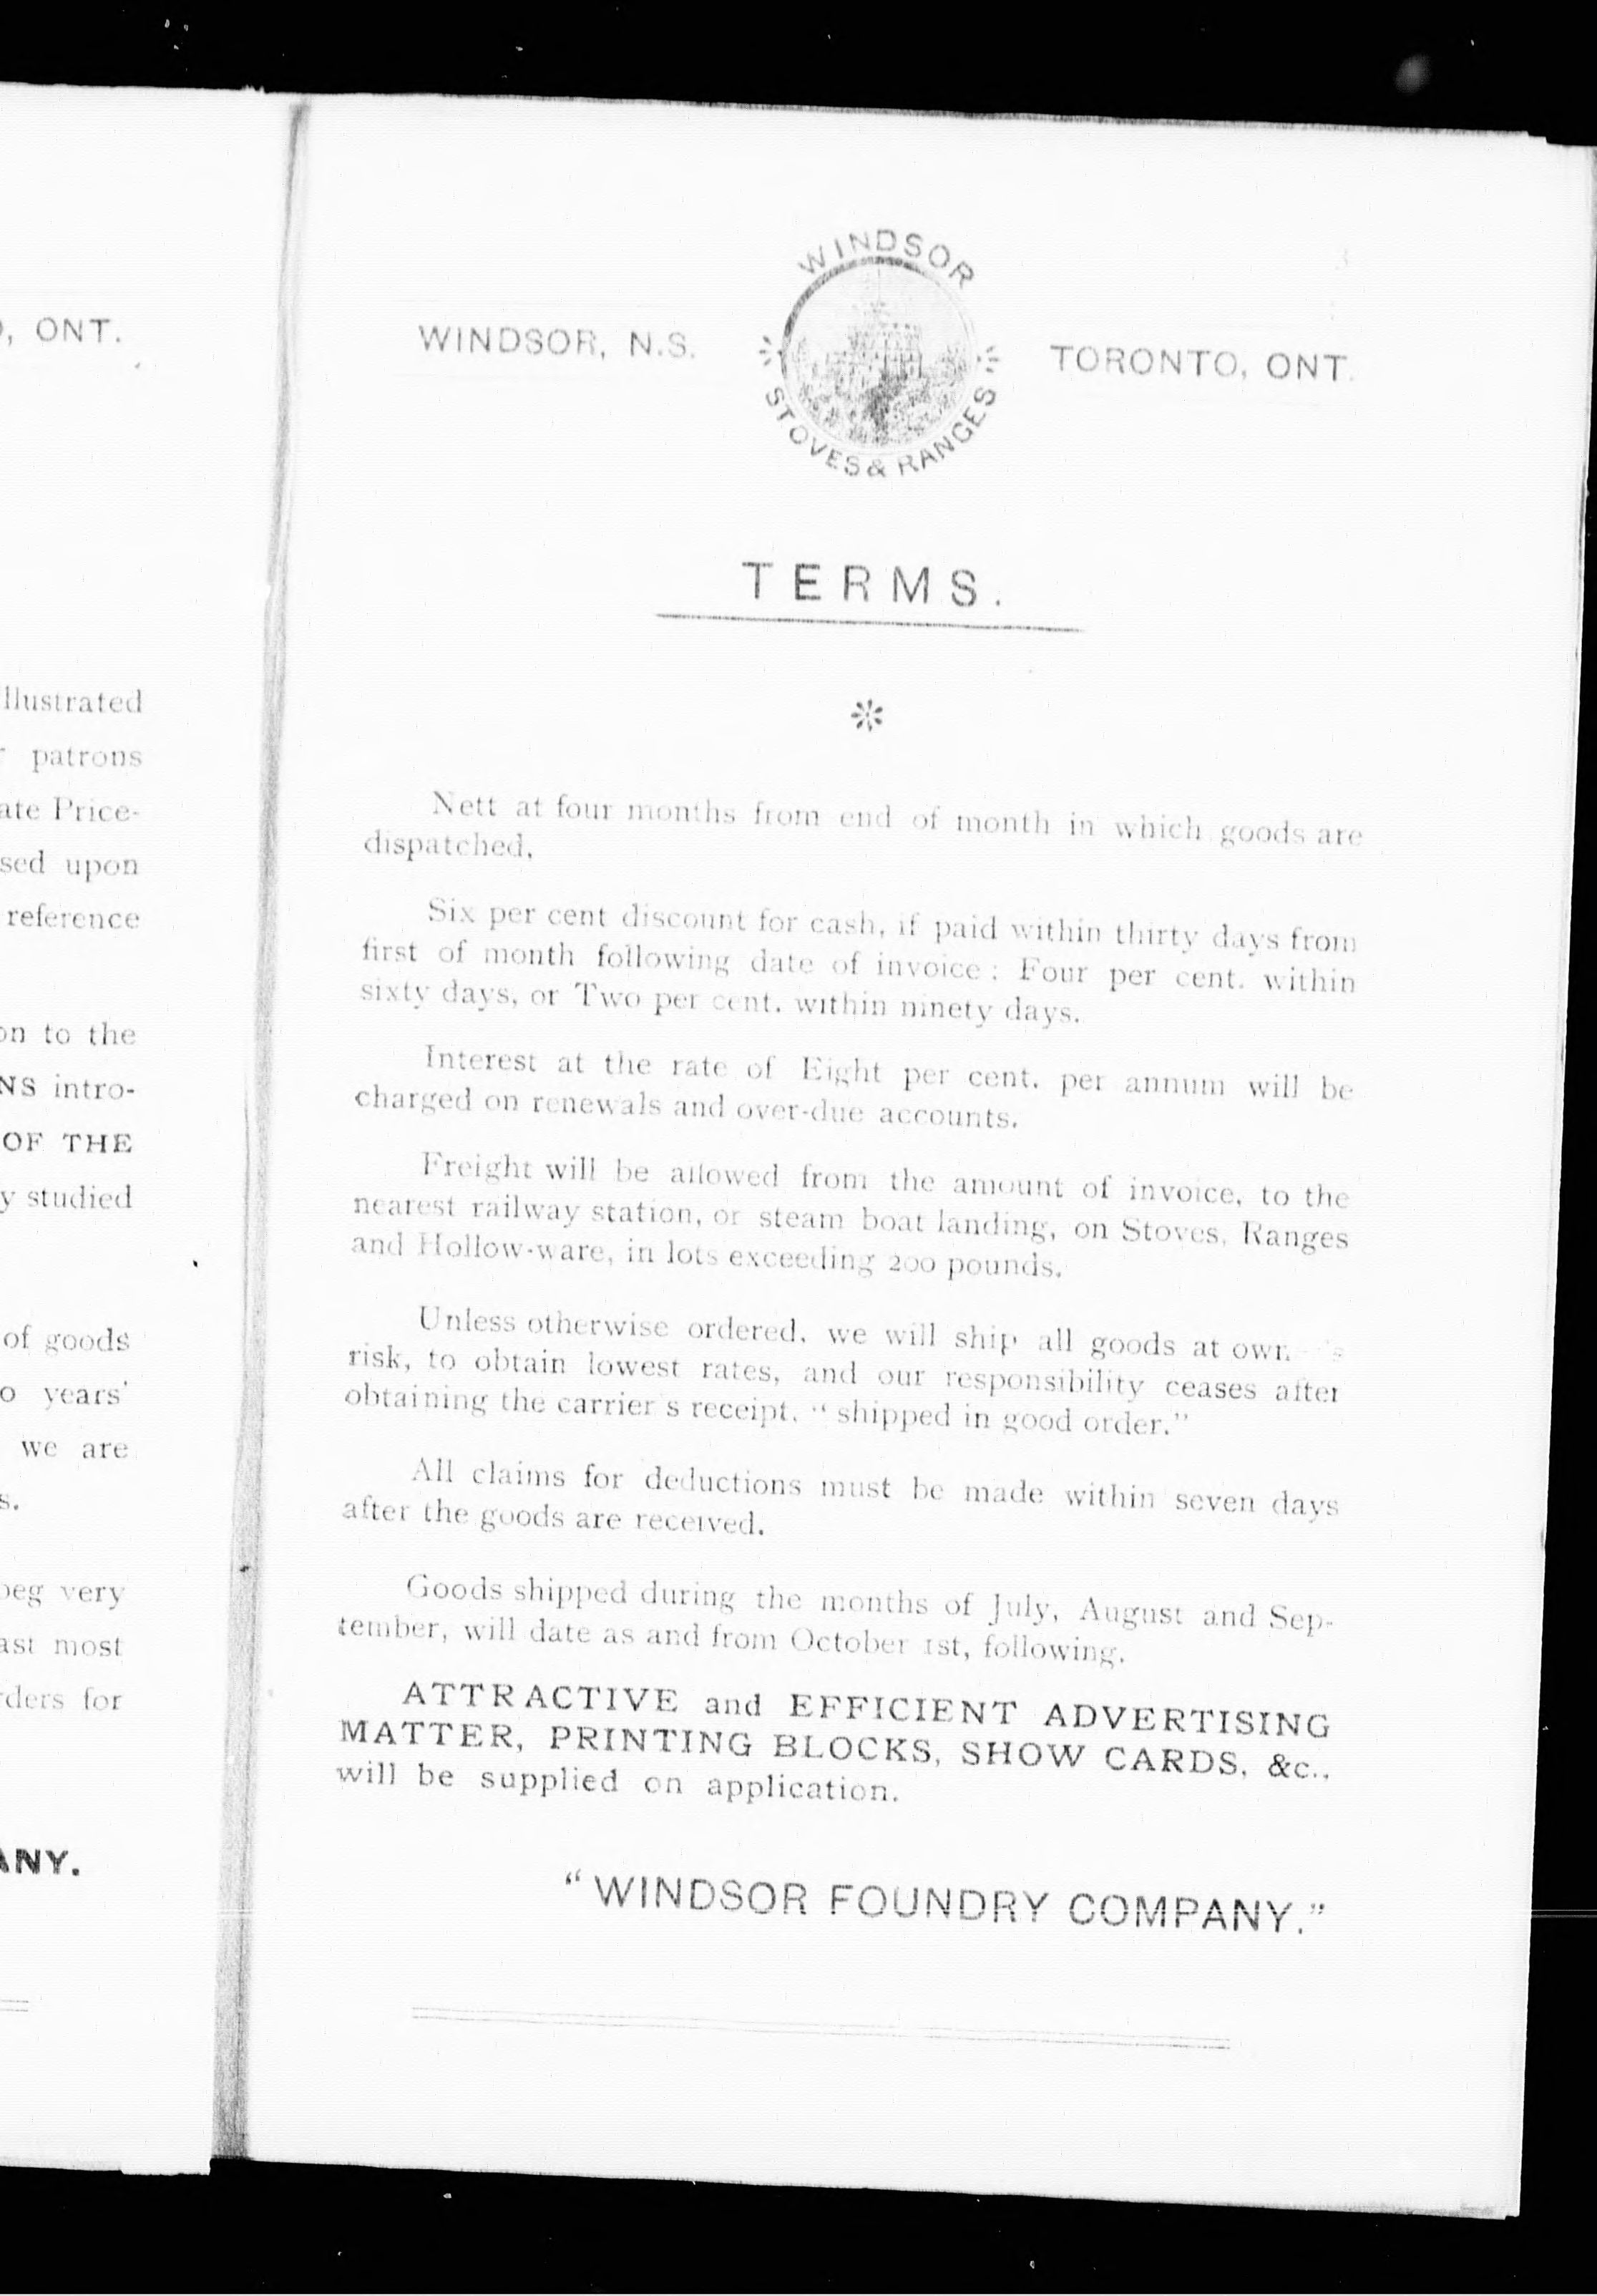 , ONT.
llustrated
patrons
ate Price-
sed upon
reference
on to the
NS intro-
OF THE
y studied
of goods
o years'
we are
s.
beg very
ast most
rders for
ANY.
3
WINDSOR
WINDSOR, N.S.
TORONTO, ONT.
STOVES & RANGES
TERMS.
Nett at four months from end of month in which goods are
dispatched.
Six per cent discount for cash, if paid within thirty days from
first of month following date of invoice : Four per cent. within
sixty days, or Two per cent. within ninety days.
Interest at the rate of Eight per cent. per annum will be
charged on renewals and over-due accounts.
Freight will be allowed from the amount of invoice, to the
nearest railway station, or steam boat landing, on Stoves, Ranges
and Hollow-ware, in lots exceeding 200 pounds.
Unless otherwise ordered, we will ship all goods at
risk, to obtain lowest rates, and our responsibility ceases after
obtaining the carrier's receipt, “ shipped in good order.”
All claims for deductions must be made within seven days
after the goods are received.
Goods shipped during the months of July, August and Sep-
tember, will date as and from October 1st, following.
ATTRACTIVE and EFFICIENT ADVERTISING
MATTER, PRINTING BLOCKS, SHOW CARDS, &c.,
will be supplied on application.
“ WINDSOR FOUNDRY COMPANY.”